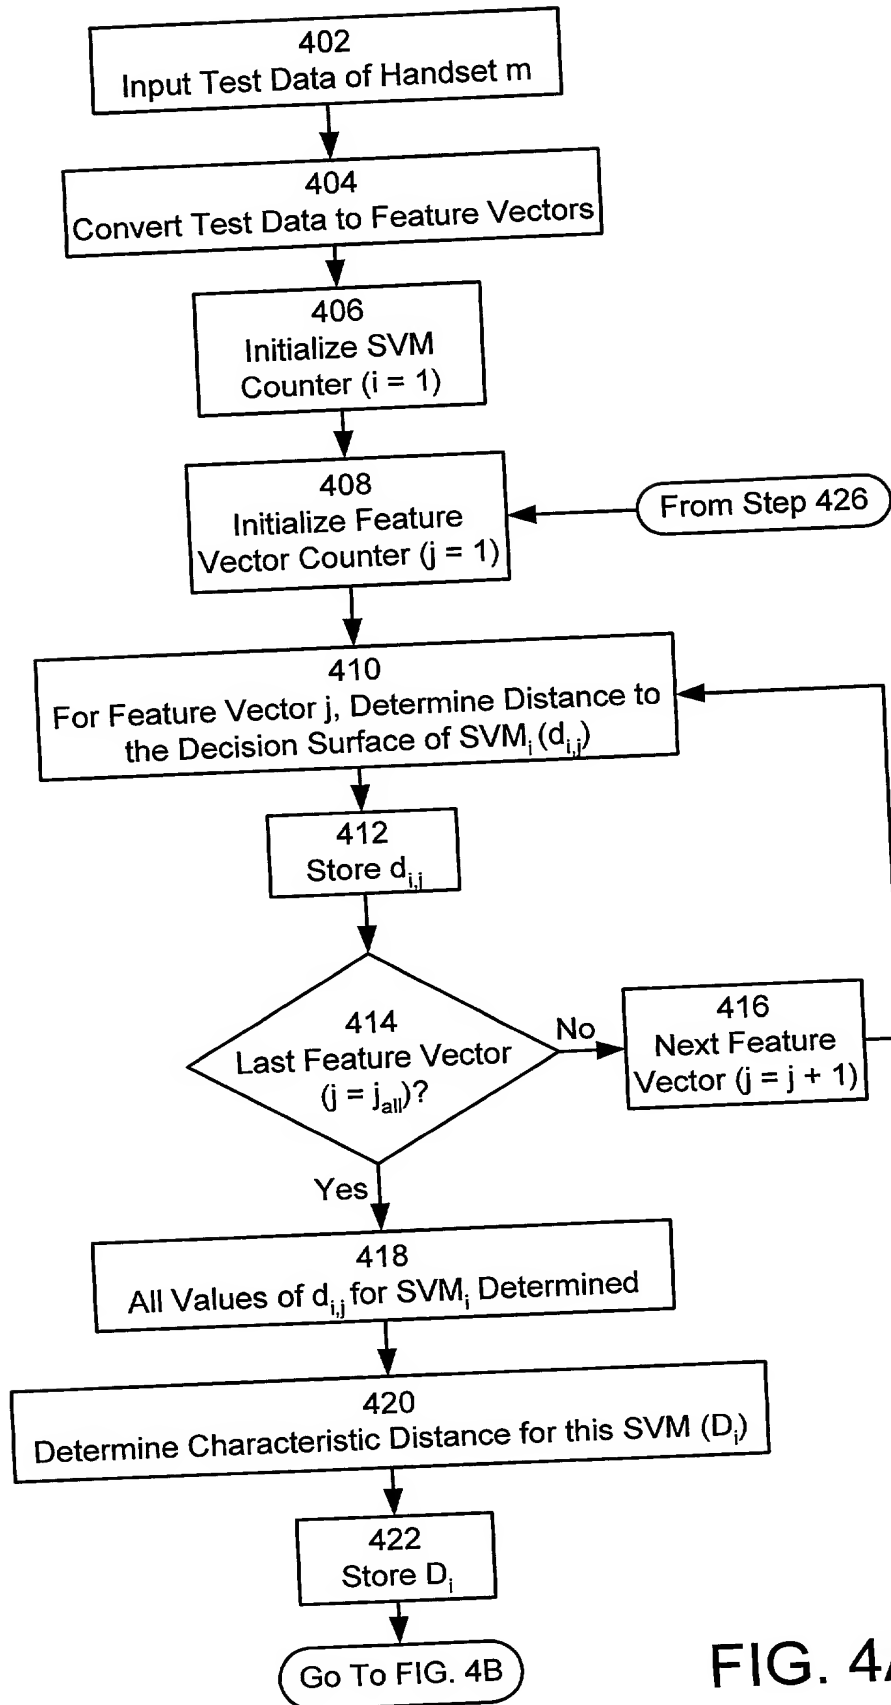 402
Input Test Data of Handset m
404
Convert Test Data to Feature Vectors
406
Initialize SVM
Counter (i = 1)
408
Initialize Feature
Vector Counter (j = 1)
From Step 426
410
For Feature Vector j, Determine Distance to
the Decision Surface of SVMᵢ (dᵢ,ⱼ)
412
Store dᵢ,ⱼ
414
Last Feature Vector
(j = j_all)?
No
416
Next Feature
Vector (j = j + 1)
Yes
418
All Values of dᵢ,ⱼ for SVMᵢ Determined
420
Determine Characteristic Distance for this SVM (Dᵢ)
422
Store Dᵢ
Go To FIG. 4B
FIG. 4A